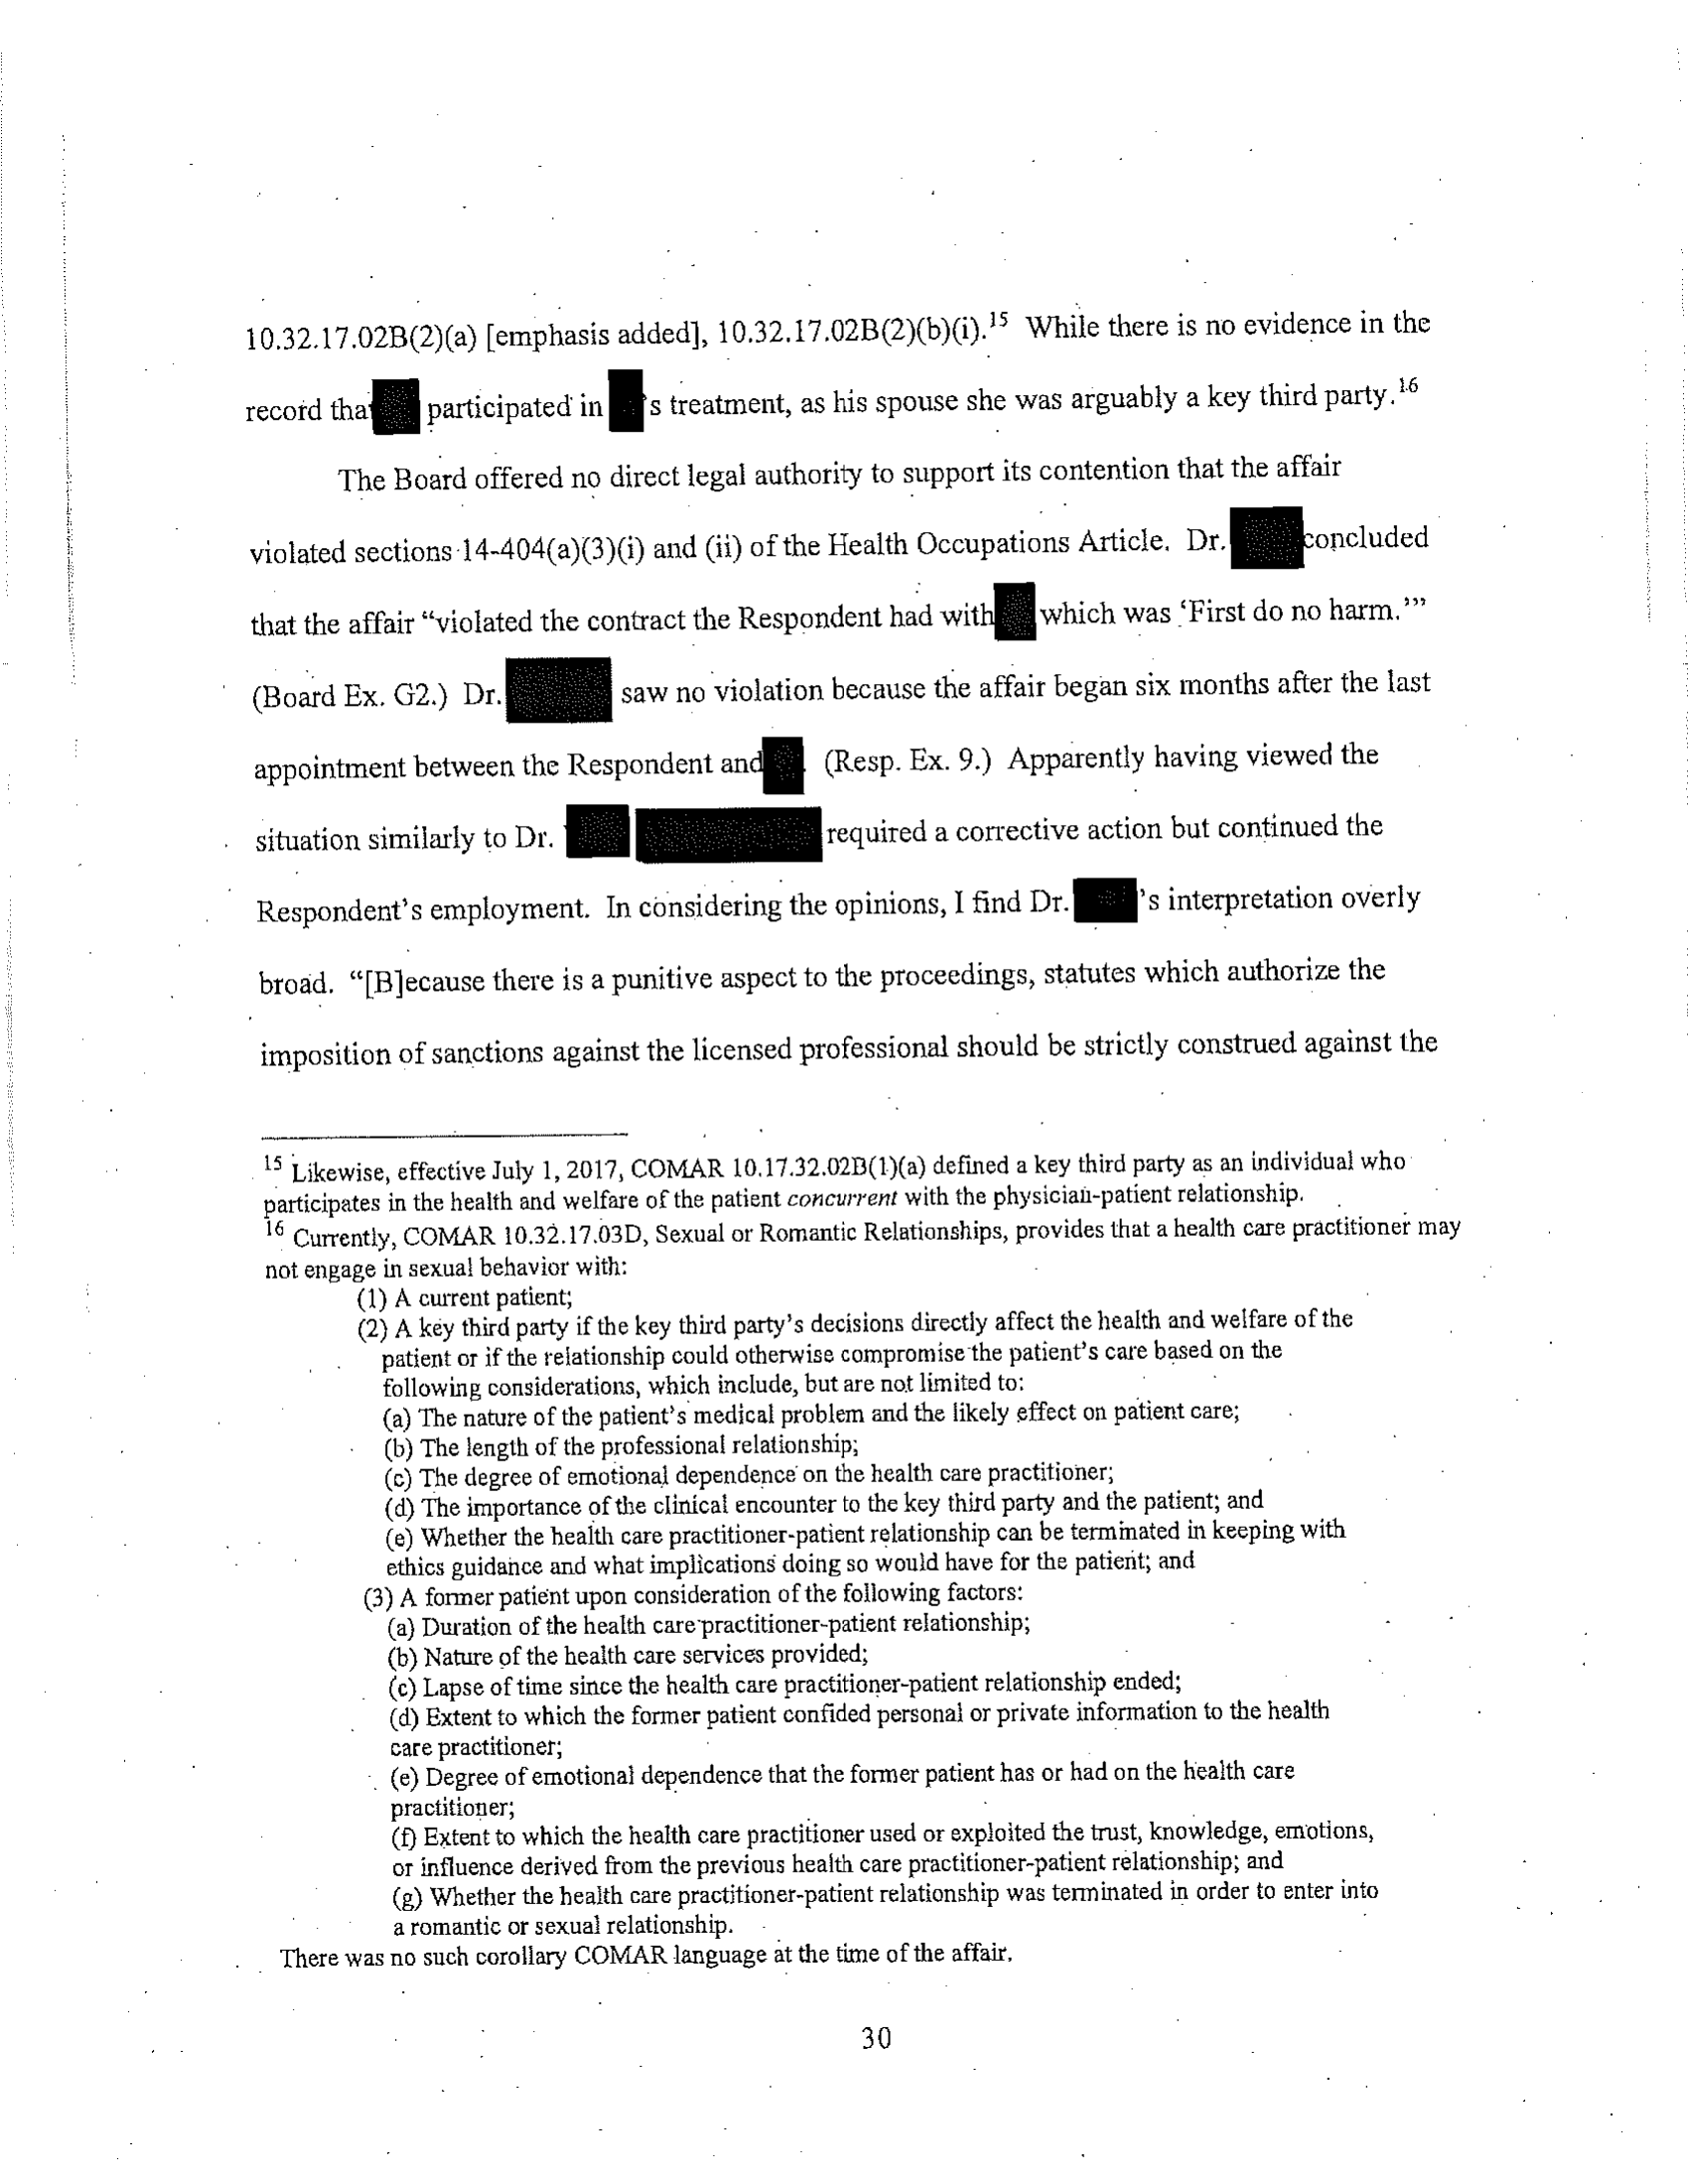 10.32.17.02B(2)(a) [emphasis added], 10.32.17.02B(2)(b)(i).15 While there is no evidence in the
record that participated in 's treatment, as his spouse she was arguably a key third party.16
The Board offered no direct legal authority to support its contention that the affair
violated sections 14-404(a)(3)(i) and (ii) of the Health Occupations Article. Dr. concluded
that the affair “violated the contract the Respondent had with which was ‘First do no harm.’”
(Board Ex. G2.) Dr. saw no violation because the affair began six months after the last
appointment between the Respondent and . (Resp. Ex. 9.) Apparently having viewed the
situation similarly to Dr. required a corrective action but continued the
Respondent's employment. In considering the opinions, I find Dr. 's interpretation overly
broad. “[B]ecause there is a punitive aspect to the proceedings, statutes which authorize the
imposition of sanctions against the licensed professional should be strictly construed against the
15 Likewise, effective July 1, 2017, COMAR 10.17.32.02B(1)(a) defined a key third party as an individual who
participates in the health and welfare of the patient concurrent with the physician-patient relationship.
16 Currently, COMAR 10.32.17.03D, Sexual or Romantic Relationships, provides that a health care practitioner may
not engage in sexual behavior with:
(1) A current patient;
(2) A key third party if the key third party's decisions directly affect the health and welfare of the
patient or if the relationship could otherwise compromise the patient's care based on the
following considerations, which include, but are not limited to:
(a) The nature of the patient's medical problem and the likely effect on patient care;
(b) The length of the professional relationship;
(c) The degree of emotional dependence on the health care practitioner;
(d) The importance of the clinical encounter to the key third party and the patient; and
(e) Whether the health care practitioner-patient relationship can be terminated in keeping with
ethics guidance and what implications doing so would have for the patient; and
(3) A former patient upon consideration of the following factors:
(a) Duration of the health care practitioner-patient relationship;
(b) Nature of the health care services provided;
(c) Lapse of time since the health care practitioner-patient relationship ended;
(d) Extent to which the former patient confided personal or private information to the health
care practitioner;
(e) Degree of emotional dependence that the former patient has or had on the health care
practitioner;
(f) Extent to which the health care practitioner used or exploited the trust, knowledge, emotions,
or influence derived from the previous health care practitioner-patient relationship; and
(g) Whether the health care practitioner-patient relationship was terminated in order to enter into
a romantic or sexual relationship.
There was no such corollary COMAR language at the time of the affair.
30